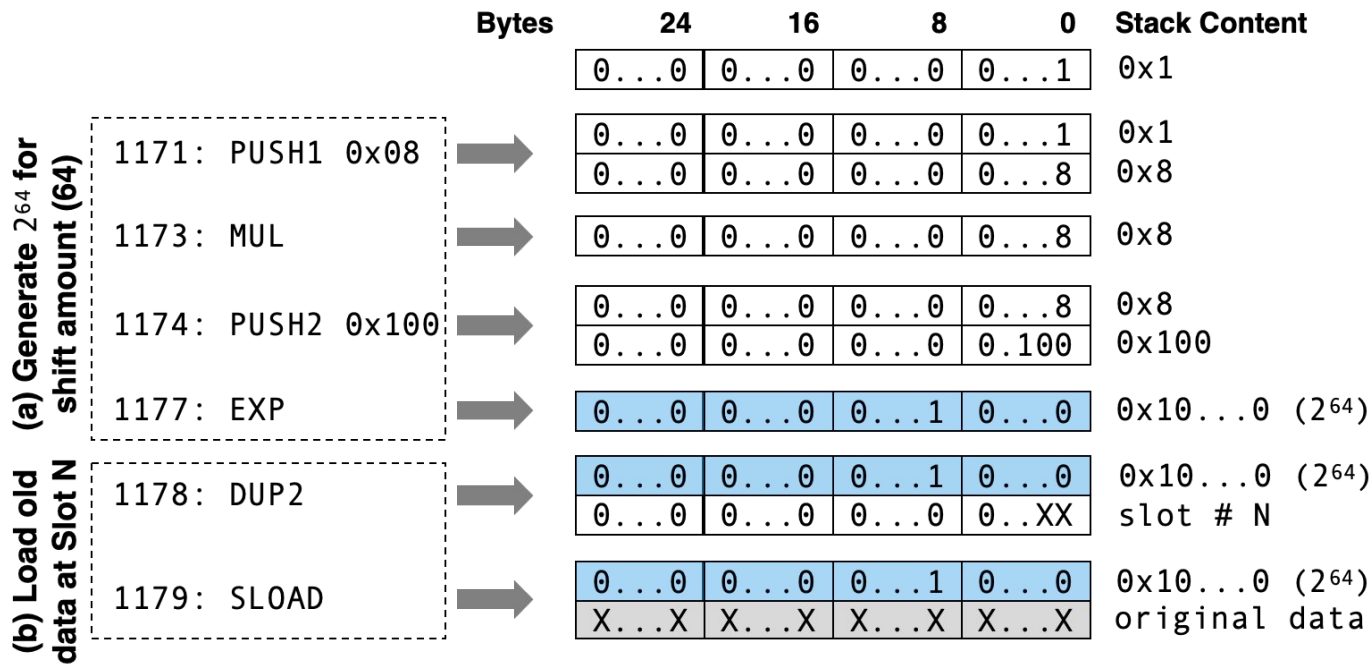 Bytes 24 16 8 0 Stack Content
0...0 0...0 0...0 0...1 0x1
(a) Generate 2⁶⁴ for
shift amount (64)
1171: PUSH1 0x08
0...0 0...0 0...0 0...1 0x1
0...0 0...0 0...0 0...8 0x8
1173: MUL
0...0 0...0 0...0 0...8 0x8
1174: PUSH2 0x100
0...0 0...0 0...0 0...8 0x8
0...0 0...0 0...0 0.100 0x100
1177: EXP
0...0 0...0 0...1 0...0 0x10...0 (2⁶⁴)
(b) Load old
data at Slot N
1178: DUP2
0...0 0...0 0...1 0...0 0x10...0 (2⁶⁴)
0...0 0...0 0...0 0..XX slot # N
1179: SLOAD
0...0 0...0 0...1 0...0 0x10...0 (2⁶⁴)
X...X X...X X...X X...X original data